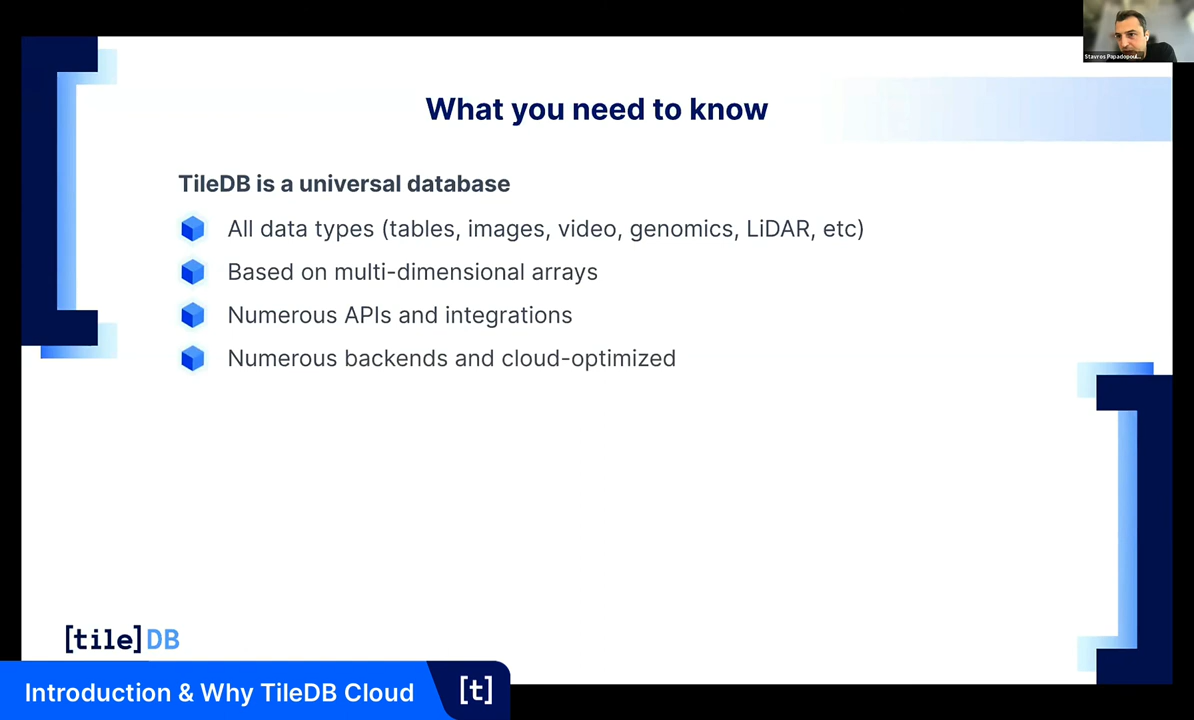 Stavros Papadopoul...
What you need to know
TileDB is a universal database
All data types (tables, images, video, genomics, LiDAR, etc)
Based on multi-dimensional arrays
Numerous APIs and integrations
Numerous backends and cloud-optimized
[tile]DB
Introduction & Why TileDB Cloud [t]